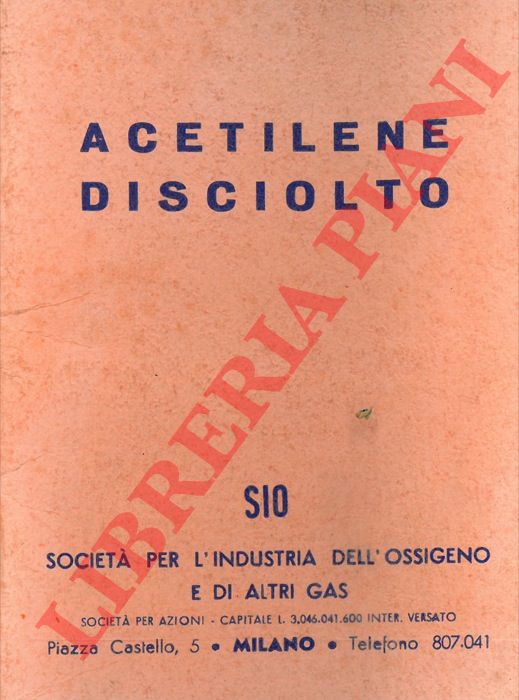 ACETILENE
DISCIOLTO
LIBRERIA PIANI
SIO
SOCIETÀ PER L'INDUSTRIA DELL'OSSIGENO
E DI ALTRI GAS
SOCIETÀ PER AZIONI - CAPITALE L. 3.046.041.600 INTER. VERSATO
Piazza Castello, 5 • MILANO • Telefono 807.041